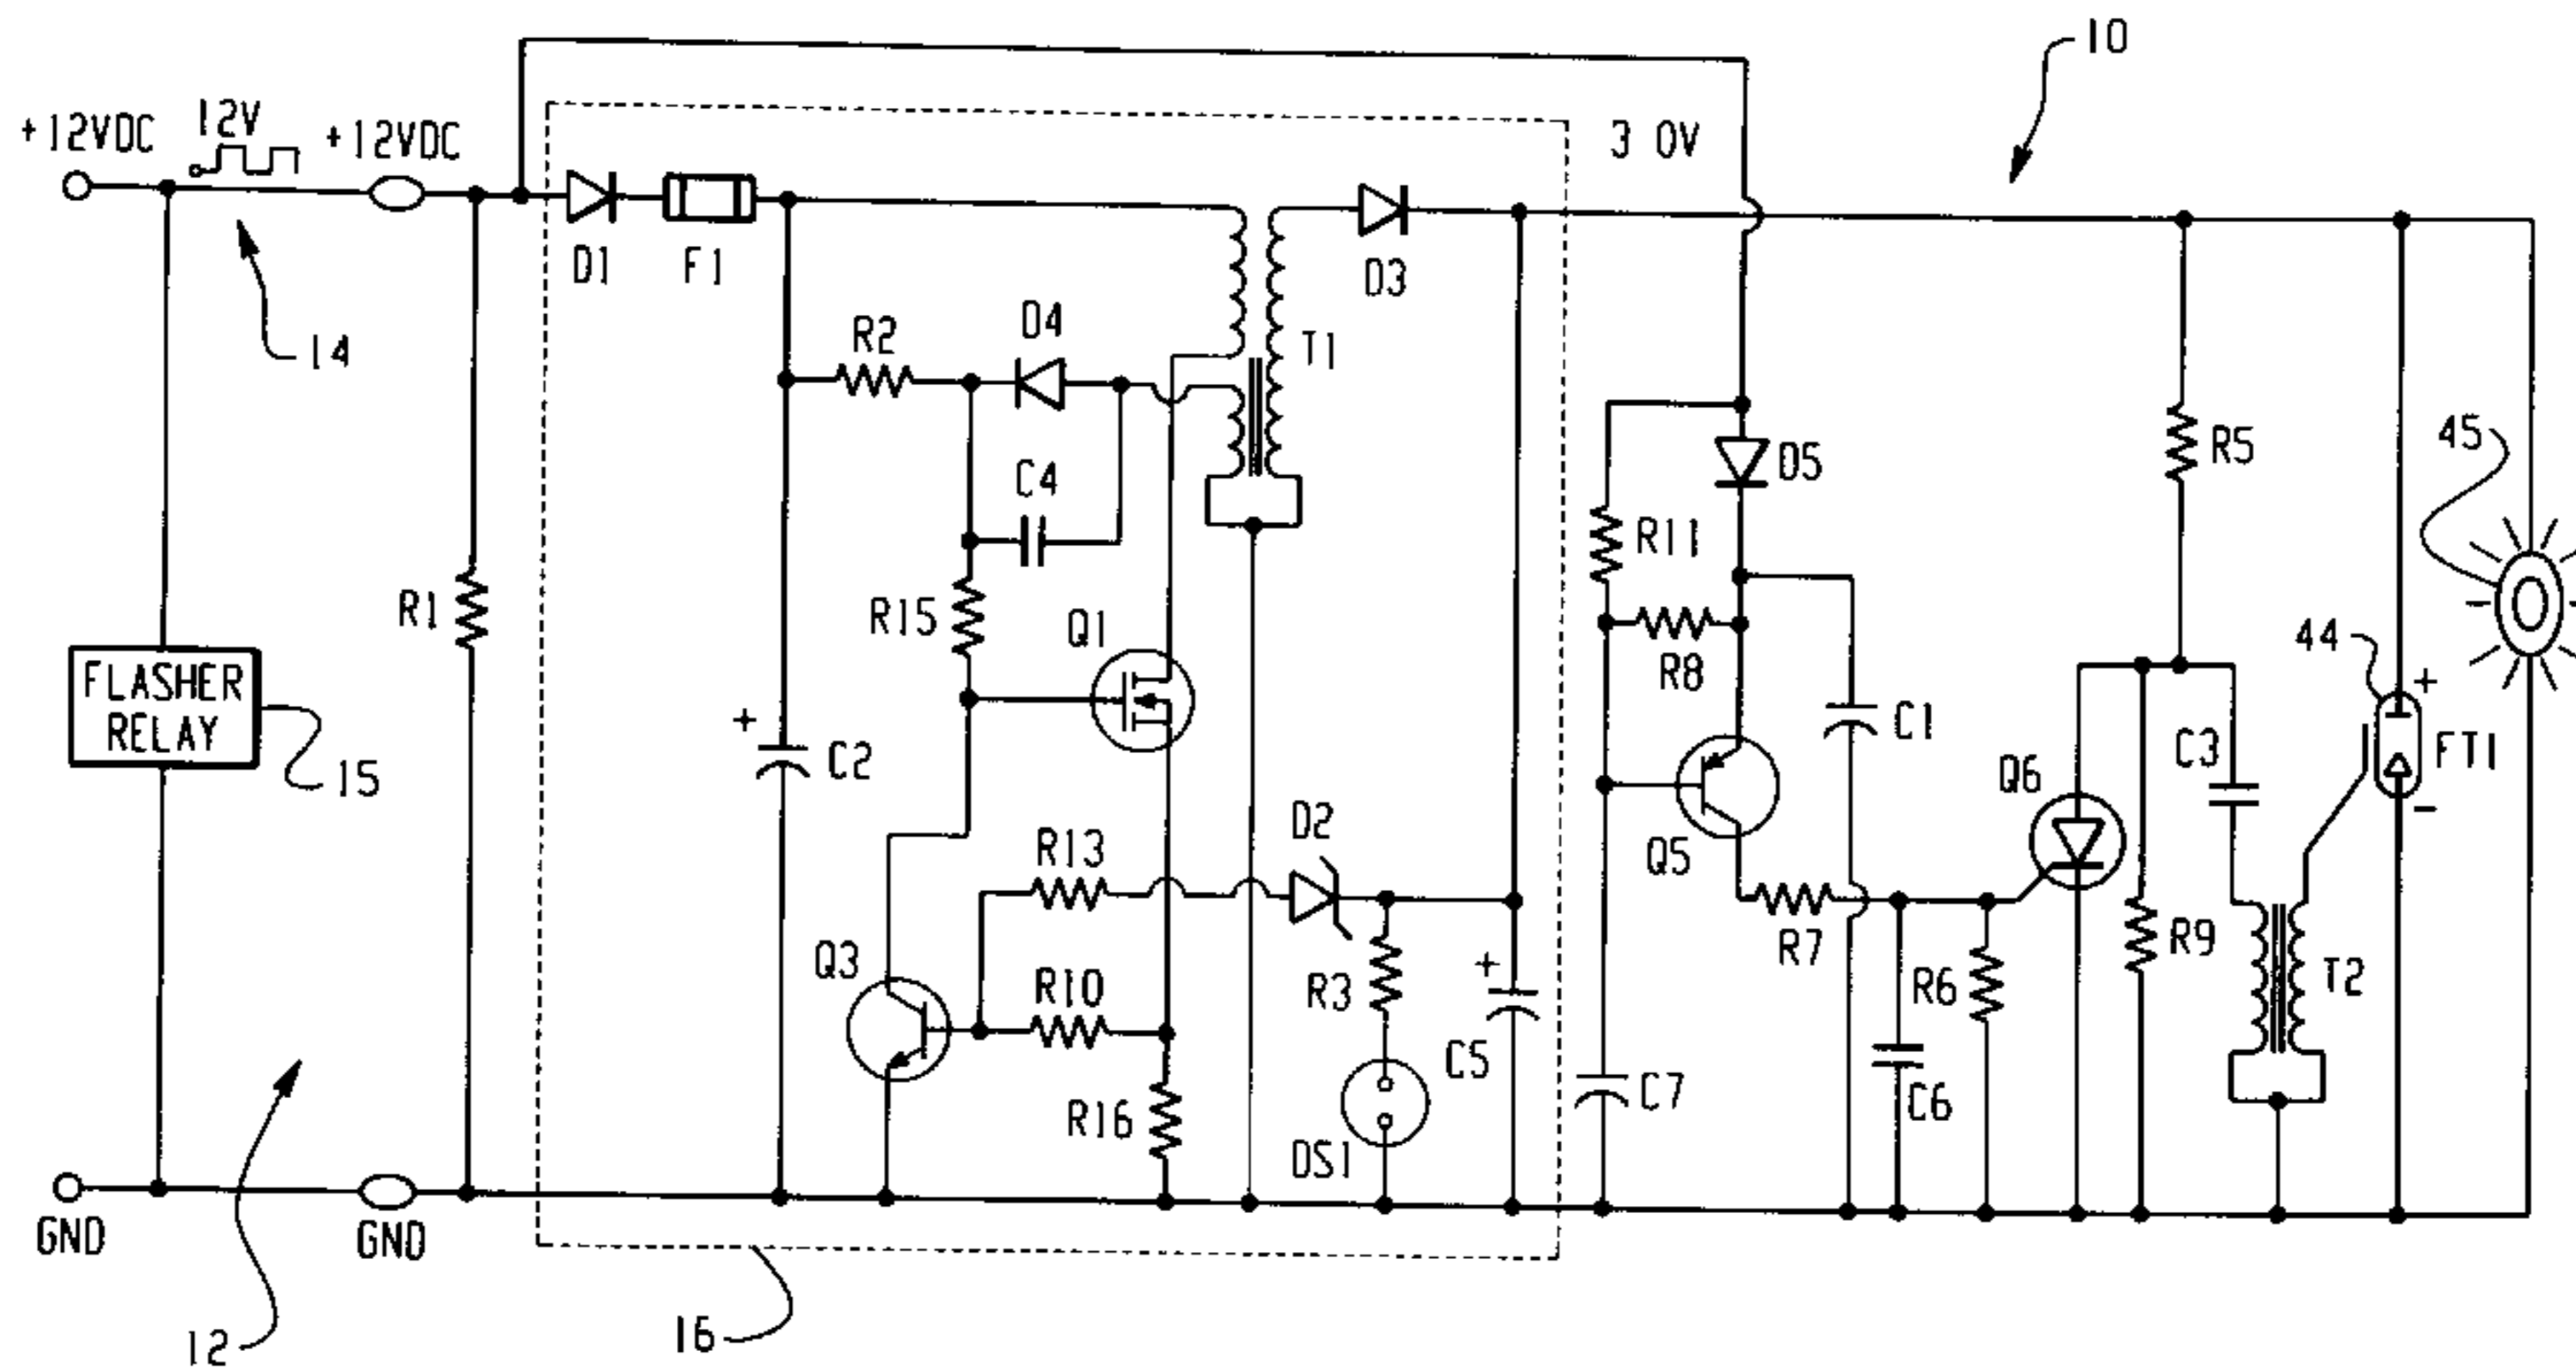 10
+12VDC
12V
+12VDC
3 0V
D1
F1
D3
14
R2
D4
T1
45
R5
D5
C4
R11
R1
R15
Q1
R8
44
FLASHER
RELAY
15
C2
C1
C3
FT1
+
+
-
Q6
D2
Q5
R13
R7
R9
Q3
R10
R3
+
R6
T2
C5
C7
C6
R16
DS1
GND
GND
12
16